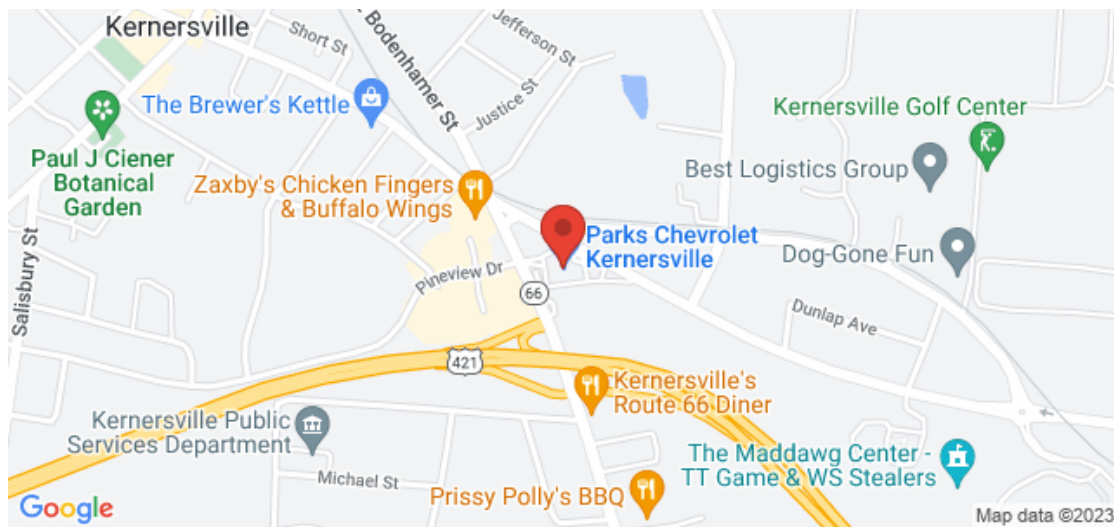 Kernersville
Short St
Bodenhamer St
Jefferson St
Justice St
The Brewer's Kettle
Kernersville Golf Center
Paul J Ciener
Botanical
Garden
Best Logistics Group
Zaxby's Chicken Fingers
& Buffalo Wings
Parks Chevrolet
Kernersville
Dog-Gone Fun
Salisbury St
Pineview Dr
66
Dunlap Ave
421
Kernersville's
Route 66 Diner
Kernersville Public
Services Department
The Maddawg Center -
TT Game & WS Stealers
Michael St
Prissy Polly's BBQ
Google
Map data ©2023